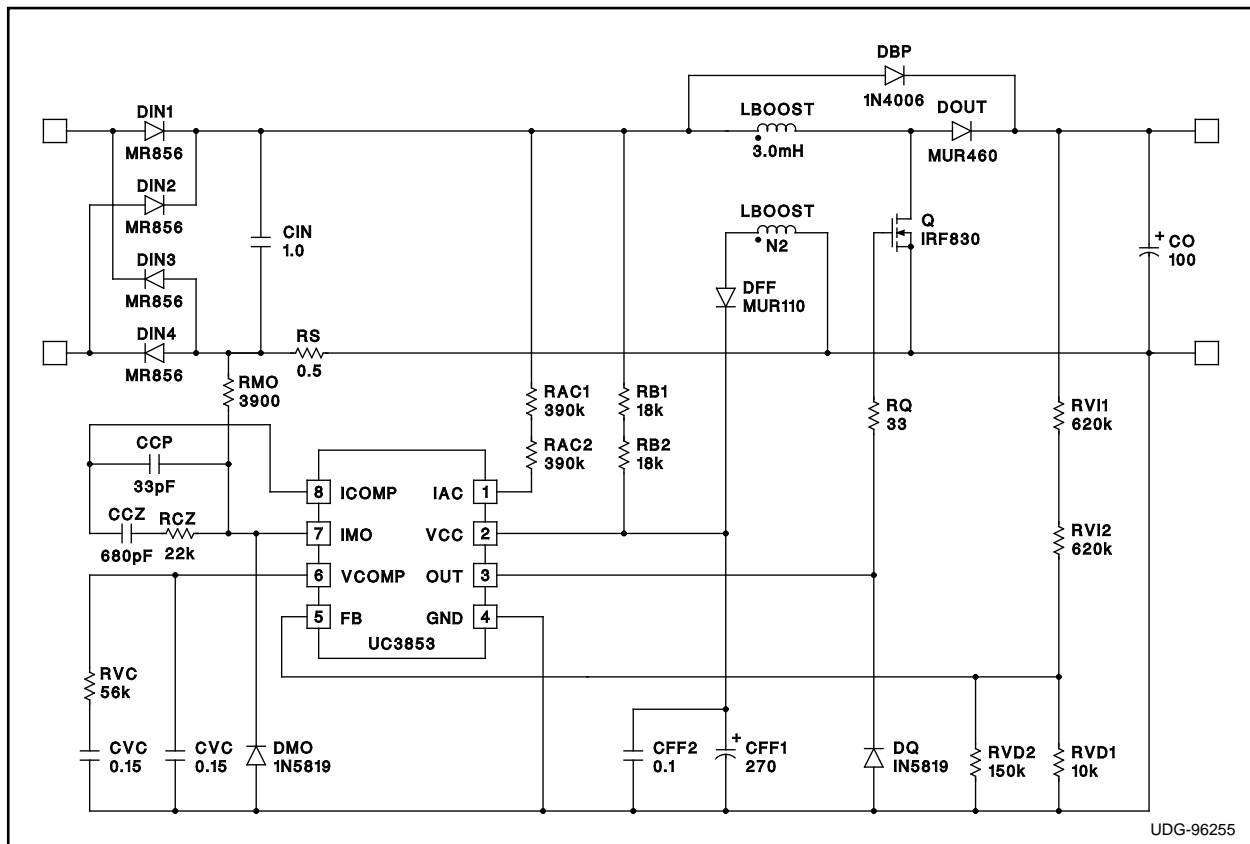 DBP
1N4006
DIN1
MR856
LBOOST
3.0mH
DOUT
MUR460
DIN2
MR856
CIN
1.0
LBOOST
N2
Q
IRF830
+ CO
100
DIN3
MR856
DFF
MUR110
DIN4
MR856
RS
0.5
RMO
3900
RAC1
390k
RB1
18k
RQ
33
RVI1
620k
CCP
33pF
RAC2
390k
RB2
18k
8 ICOMP IAC 1
CCZ
680pF
RCZ
22k
7 IMO VCC 2
RVI2
620k
6 VCOMP OUT 3
5 FB GND 4
UC3853
RVC
56k
CVC
0.15
CVC
0.15
DMO
1N5819
CFF2
0.1
+
CFF1
270
DQ
IN5819
RVD2
150k
RVD1
10k
UDG-96255